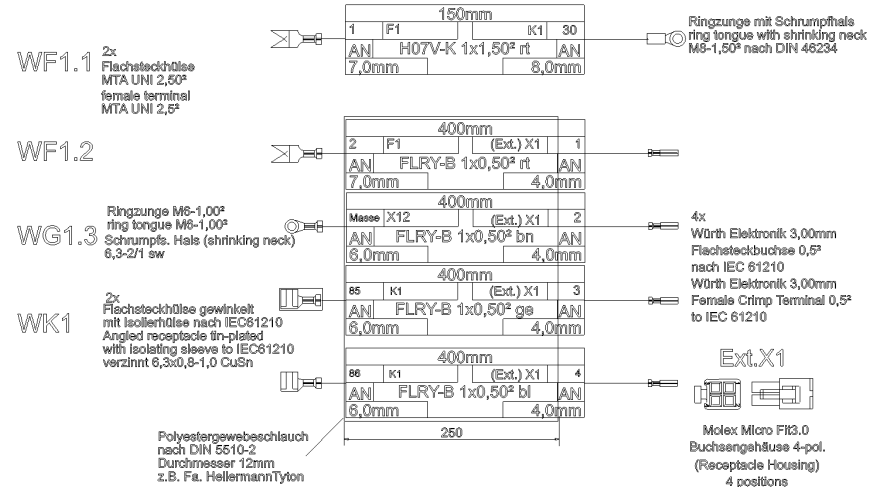 150mm
1 F1 K1 30
AN H07V-K 1x1,50² rt AN
7,0mm 8,0mm
WF1.1
2x
Flachsteckhülse
MTA UNI 2,50²
female terminal
MTA UNI 2,5²
Ringzunge mit Schrumpfhals
ring tongue with shrinking neck
M8-1,50² nach DIN 46234
WF1.2
400mm
2 F1 (Ext.) X1 1
AN FLRY-B 1x0,50² rt AN
7,0mm 4,0mm
WG1.3
Ringzunge M6-1,00²
ring tongue M6-1,00²
Schrumpfs. Hals (shrinking neck)
6,3-2/1 sw
400mm
Masse X12 (Ext.) X1 2
AN FLRY-B 1x0,50² bn AN
6,0mm 4,0mm
4x
Würth Elektronik 3,00mm
Flachsteckbuchse 0,5²
nach IEC 61210
Würth Elektronik 3,00mm
Female Crimp Terminal 0,5²
to IEC 61210
WK1
2x
Flachsteckhülse gewinkelt
mit Isolierhülse nach IEC61210
Angled receptacle tin-plated
with isolating sleeve to IEC61210
verzinnt 6,3x0,8-1,0 CuSn
400mm
85 K1 (Ext.) X1 3
AN FLRY-B 1x0,50² ge AN
6,0mm 4,0mm
400mm
86 K1 (Ext.) X1 4
AN FLRY-B 1x0,50² bl AN
6,0mm 4,0mm
250
Polyestergewebeschlauch
nach DIN 5510-2
Durchmesser 12mm
z.B. Fa. HellermannTyton
Ext.X1
Molex Micro Fit3.0
Buchsengehäuse 4-pol.
(Receptacle Housing)
4 positions